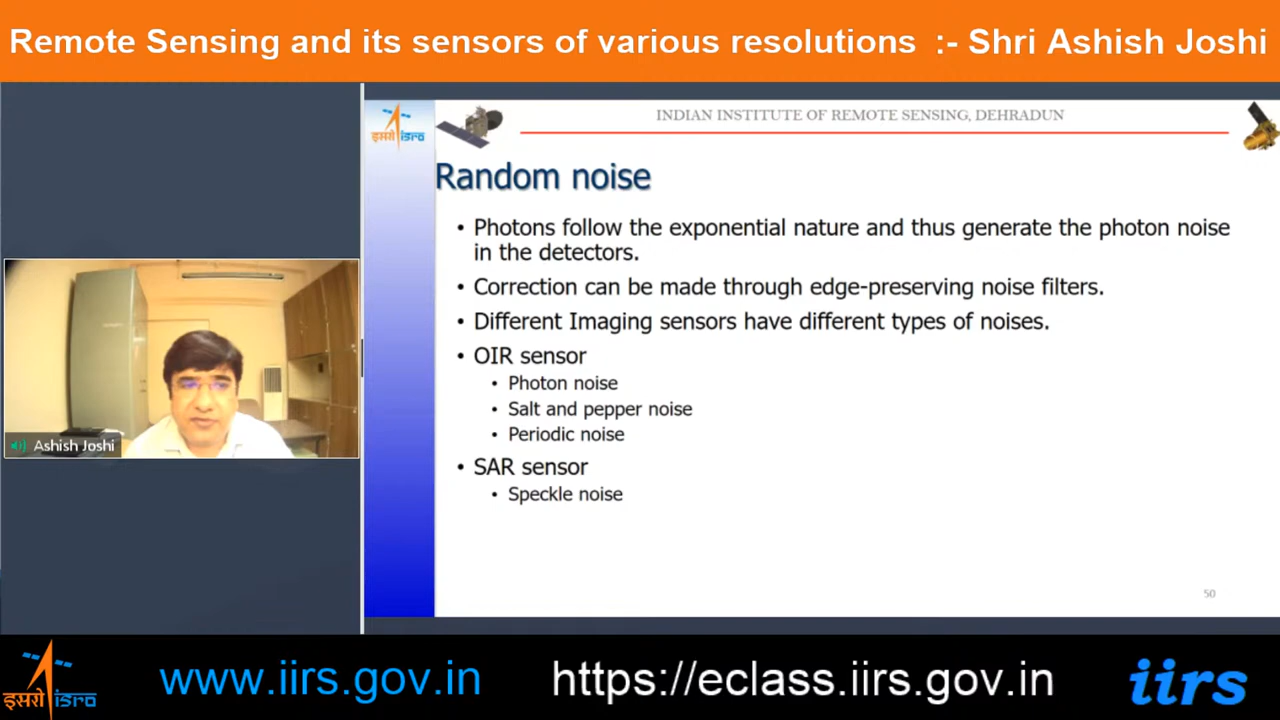 Remote Sensing and its sensors of various resolutions :- Shri Ashish Joshi
इसरो isro
INDIAN INSTITUTE OF REMOTE SENSING, DEHRADUN
Random noise
• Photons follow the exponential nature and thus generate the photon noise
in the detectors.
• Correction can be made through edge-preserving noise filters.
• Different Imaging sensors have different types of noises.
• OIR sensor
• Photon noise
• Salt and pepper noise
• Periodic noise
• SAR sensor
• Speckle noise
Ashish Joshi
50
इसरो isro
www.iirs.gov.in
https://eclass.iirs.gov.in
iirs